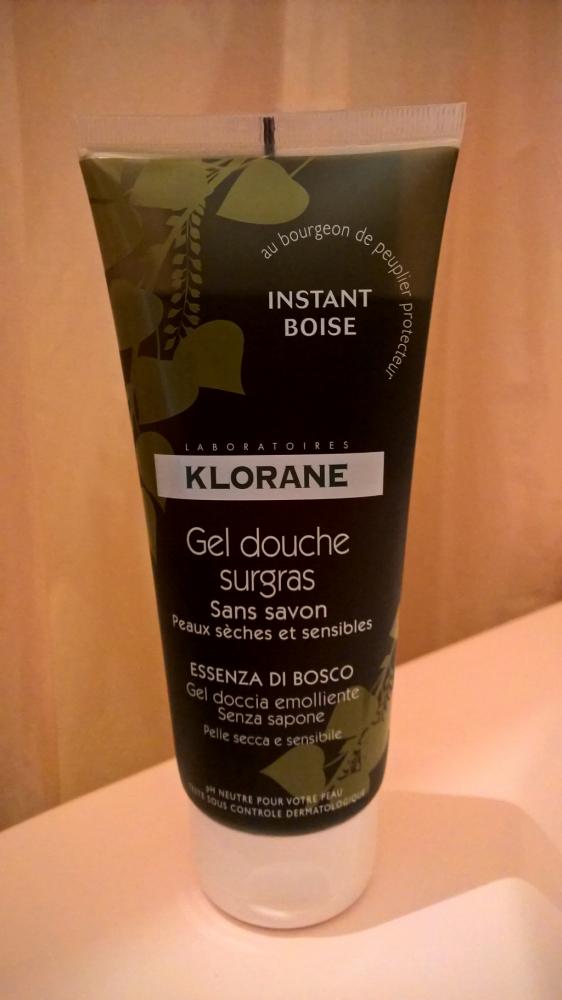 au bourgeon de peuplier protecteur
INSTANT
BOISE
LABORATOIRES
KLORANE
Gel douche
surgras
Sans savon
Peaux sèches et sensibles
ESSENZA DI BOSCO
Gel doccia emolliente
Senza sapone
Pelle secca e sensibile
pH NEUTRE POUR VOTRE PEAU
TESTE SOUS CONTROLE DERMATOLOGIQUE